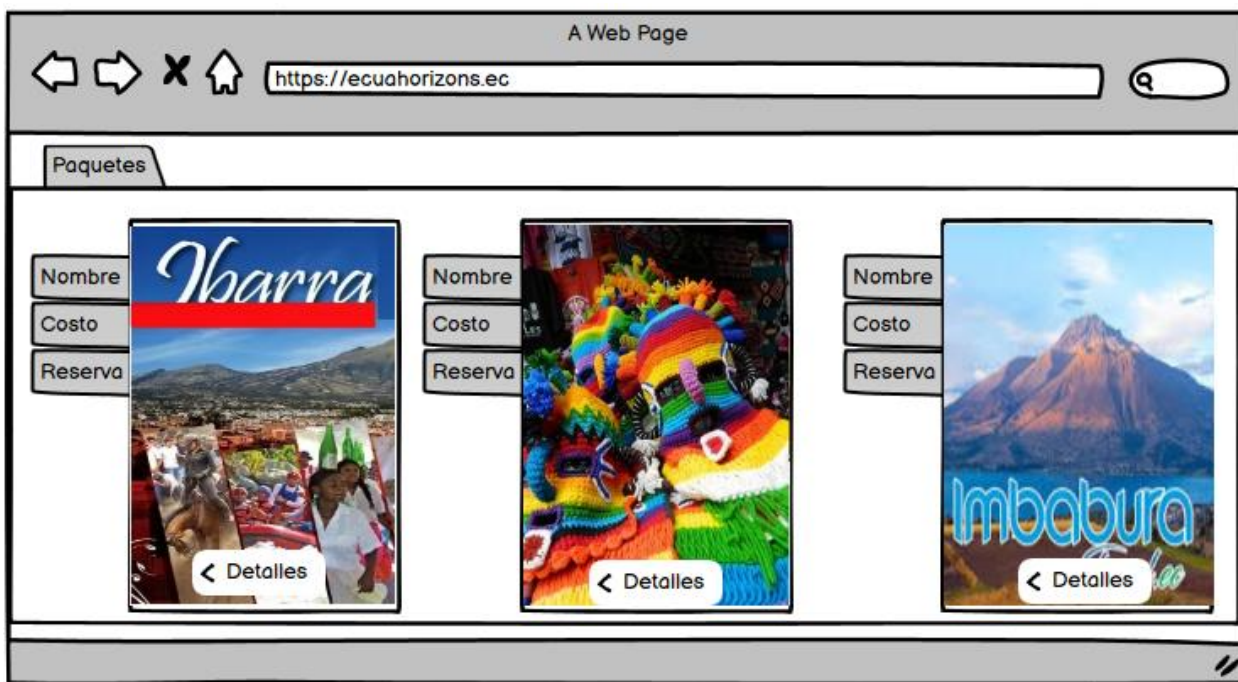 A Web Page
https://ecuahorizons.ec
Paquetes
Nombre
Costo
Reserva
Ibarra
Detalles
Nombre
Costo
Reserva
Detalles
Nombre
Costo
Reserva
Imbabura
Detalles